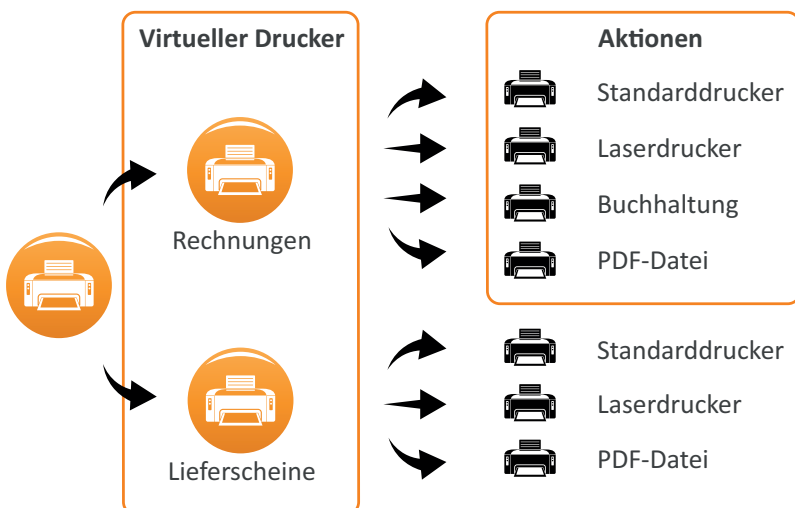 Virtueller Drucker
Rechnungen
Lieferscheine
Aktionen
Standarddrucker
Laserdrucker
Buchhaltung
PDF-Datei
Standarddrucker
Laserdrucker
PDF-Datei